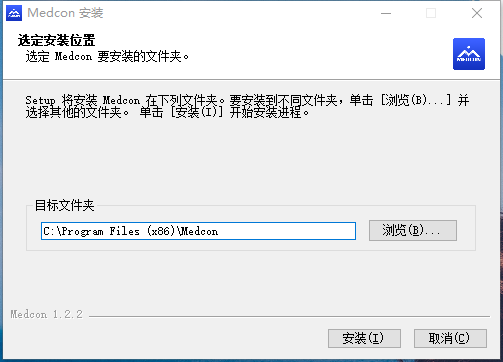 Medcon 安装
选定安装位置
选定 Medcon 要安装的文件夹。
MEDCON
Setup 将安装 Medcon 在下列文件夹。要安装到不同文件夹，单击 [浏览(B)...] 并
选择其他的文件夹。 单击 [安装(I)] 开始安装进程。
目标文件夹
C:\Program Files (x86)\Medcon
浏览(B)...
Medcon 1.2.2
安装(I)
取消(C)